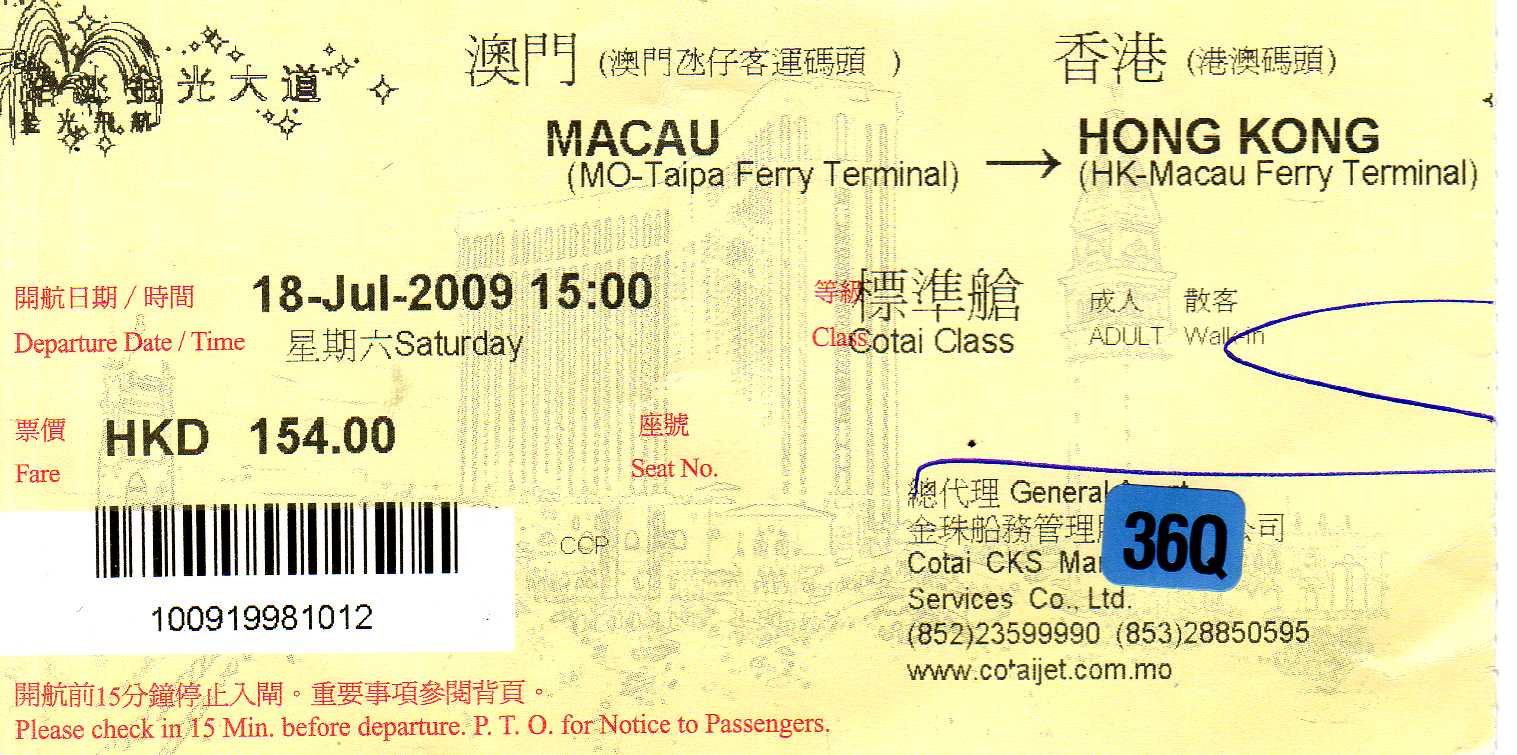 金光大道
金光飛航
澳門 (澳門氹仔客運碼頭 )
香港 (港澳碼頭)
MACAU
(MO-Taipa Ferry Terminal)
HONG KONG
(HK-Macau Ferry Terminal)
開航日期 / 時間 18-Jul-2009 15:00
Departure Date / Time 星期六Saturday
等級 標準艙
Class Cotai Class
成人 散客
ADULT Walk-in
票價 HKD 154.00
Fare
座號
Seat No.
36Q
CCP
100919981012
總代理 General
金珠船務管理 公司
Cotai CKS
Services Co., Ltd.
(852)23599990 (853)28850595
www.cotaijet.com.mo
開航前15分鐘停止入閘。重要事項參閱背頁。
Please check in 15 Min. before departure. P. T. O. for Notice to Passengers.